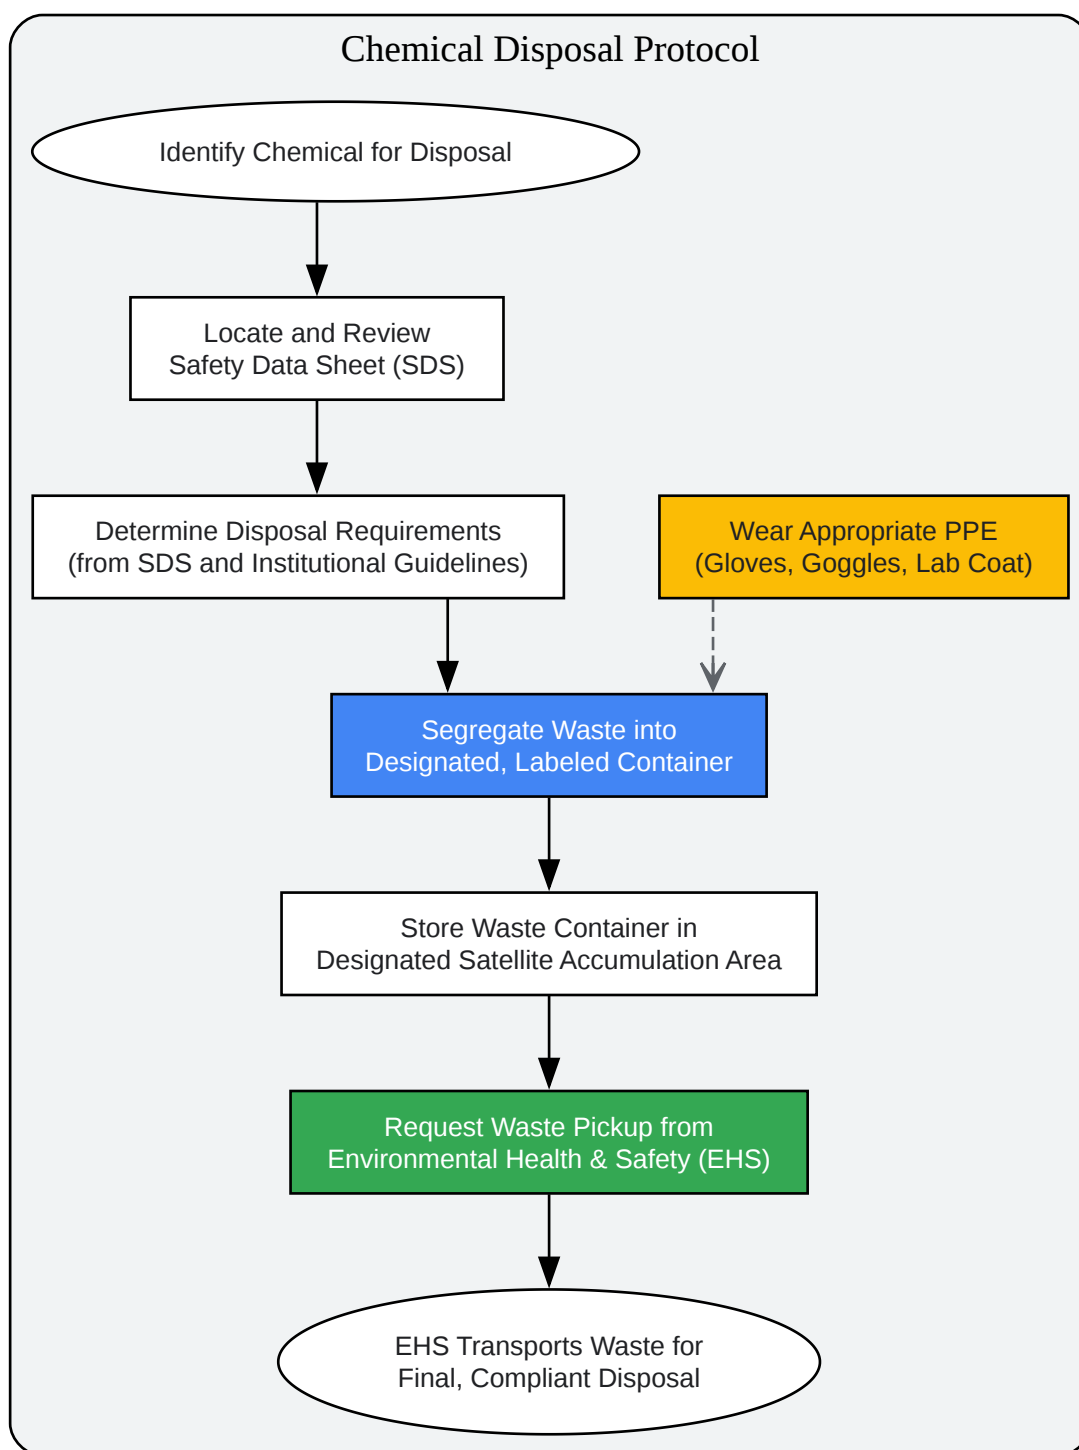 Chemical Disposal Protocol
Identify Chemical for Disposal
Locate and Review
Safety Data Sheet (SDS)
Determine Disposal Requirements
(from SDS and Institutional Guidelines)
Wear Appropriate PPE
(Gloves, Goggles, Lab Coat)
Segregate Waste into
Designated, Labeled Container
Store Waste Container in
Designated Satellite Accumulation Area
Request Waste Pickup from
Environmental Health & Safety (EHS)
EHS Transports Waste for
Final, Compliant Disposal